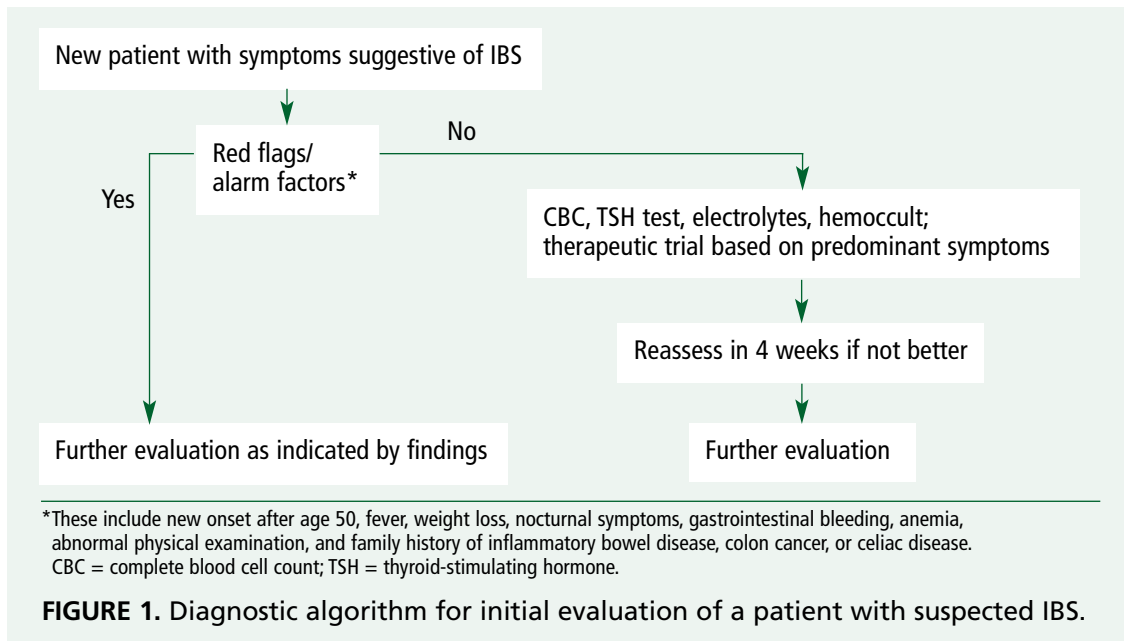 New patient with symptoms suggestive of IBS
Red flags/
alarm factors*
No
Yes
CBC, TSH test, electrolytes, hemoccult;
therapeutic trial based on predominant symptoms
Reassess in 4 weeks if not better
Further evaluation as indicated by findings
Further evaluation
*These include new onset after age 50, fever, weight loss, nocturnal symptoms, gastrointestinal bleeding, anemia,
abnormal physical examination, and family history of inflammatory bowel disease, colon cancer, or celiac disease.
CBC = complete blood cell count; TSH = thyroid-stimulating hormone.
FIGURE 1. Diagnostic algorithm for initial evaluation of a patient with suspected IBS.